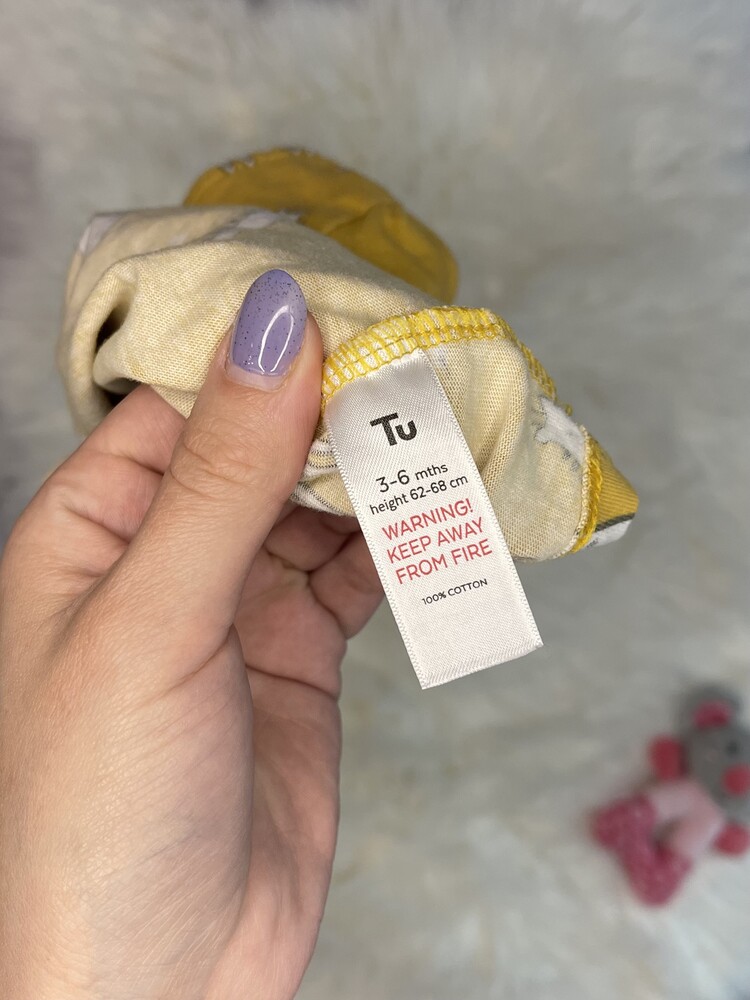 Tu
3-6 mths
height 62-68 cm
WARNING!
KEEP AWAY
FROM FIRE
100% COTTON